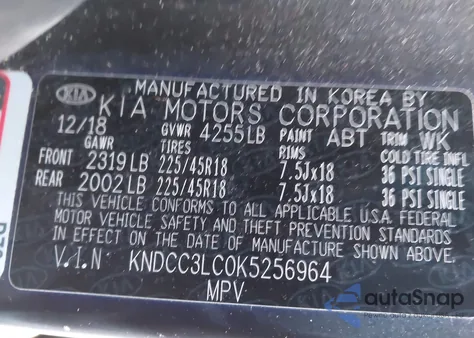 MANUFACTURED IN KOREA BY
KIA KIA MOTORS CORPORATION
12/18 GVWR 4255LB PAINT ABT TRIM WK
GAWR TIRES RIMS COLD TIRE INFL.
FRONT 2319LB 225/45R18 7.5Jx18 36 PSI SINGLE
REAR 2002LB 225/45R18 7.5Jx18 36 PSI SINGLE
THIS VEHICLE CONFORMS TO ALL APPLICABLE U.S.A. FEDERAL
MOTOR VEHICLE SAFETY AND THEFT PREVENTION STANDARDS
IN EFFECT ON THE DATE OF MANUFACTURE SHOWN ABOVE.
V.I.N KNDCC3LC0K5256964
MPV
autoSnap